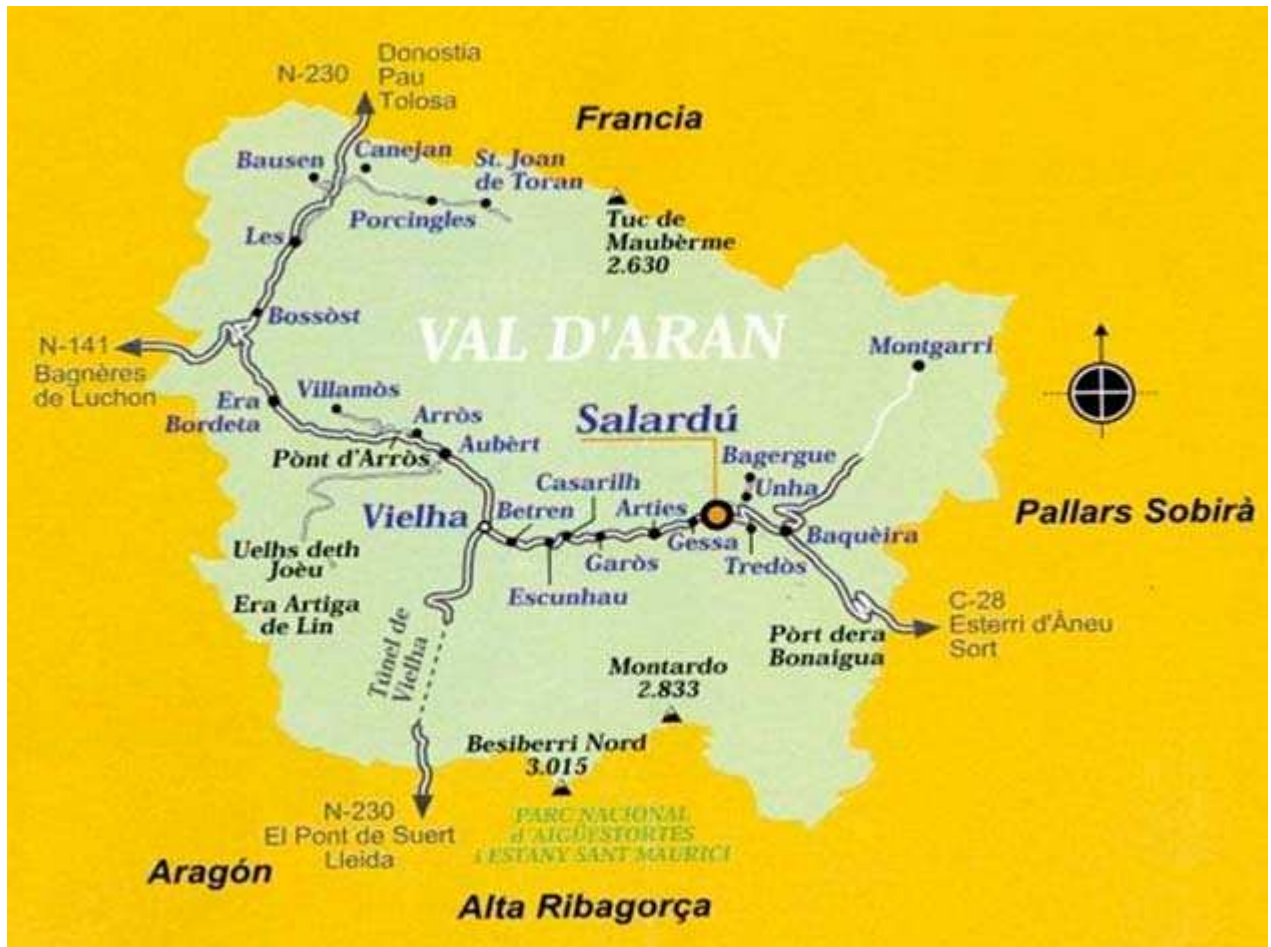 Donostia
N-230
Pau
Tolosa
Francia
Bausen
Canejan
St. Joan
de Toran
Porcingles
Les
Tuc de
Maubèrme
2.630
Bossòst
VAL D'ARAN
N-141
Bagnères
de Luchon
Montgarri
Villamòs
Era
Bordeta
Arròs
Salardú
Pònt d'Arròs
Aubèrt
Bagergue
Casarilh
Unha
Vielha
Betren
Arties
Gessa
Baquèira
Pallars Sobirà
Uelhs deth
Joèu
Garòs
Tredòs
Escunhau
Era Artiga
de Lin
Túnel de
Vielha
C-28
Esterri d'Àneu
Sort
Pòrt dera
Bonaigua
Montardo
2.833
Besiberri Nord
3.015
N-230
El Pont de Suert
Lleida
PARC NACIONAL
d'AIGÜESTORTES
i ESTANY SANT MAURICI
Aragón
Alta Ribagorça